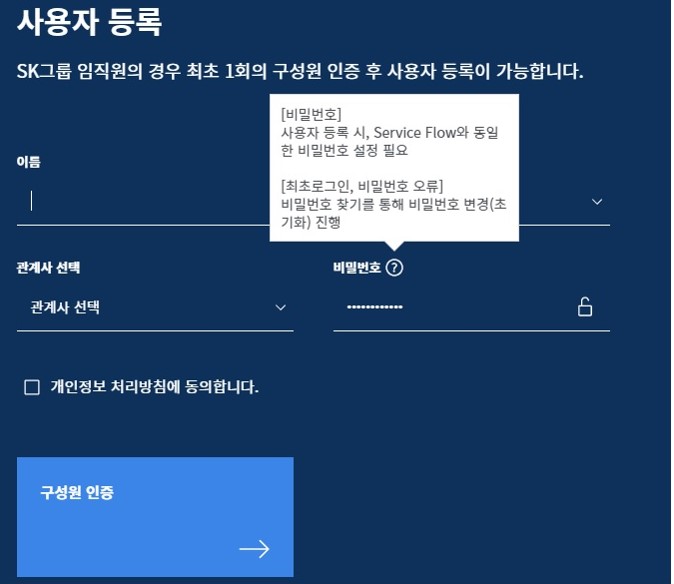 사용자 등록
SK그룹 임직원의 경우 최초 1회의 구성원 인증 후 사용자 등록이 가능합니다.
[비밀번호]
사용자 등록 시, Service Flow와 동일
한 비밀번호 설정 필요
[최초로그인, 비밀번호 오류]
비밀번호 찾기를 통해 비밀번호 변경(초
기화) 진행
이름
관계사 선택
비밀번호 ?
관계사 선택
••••••••••••
개인정보 처리방침에 동의합니다.
구성원 인증